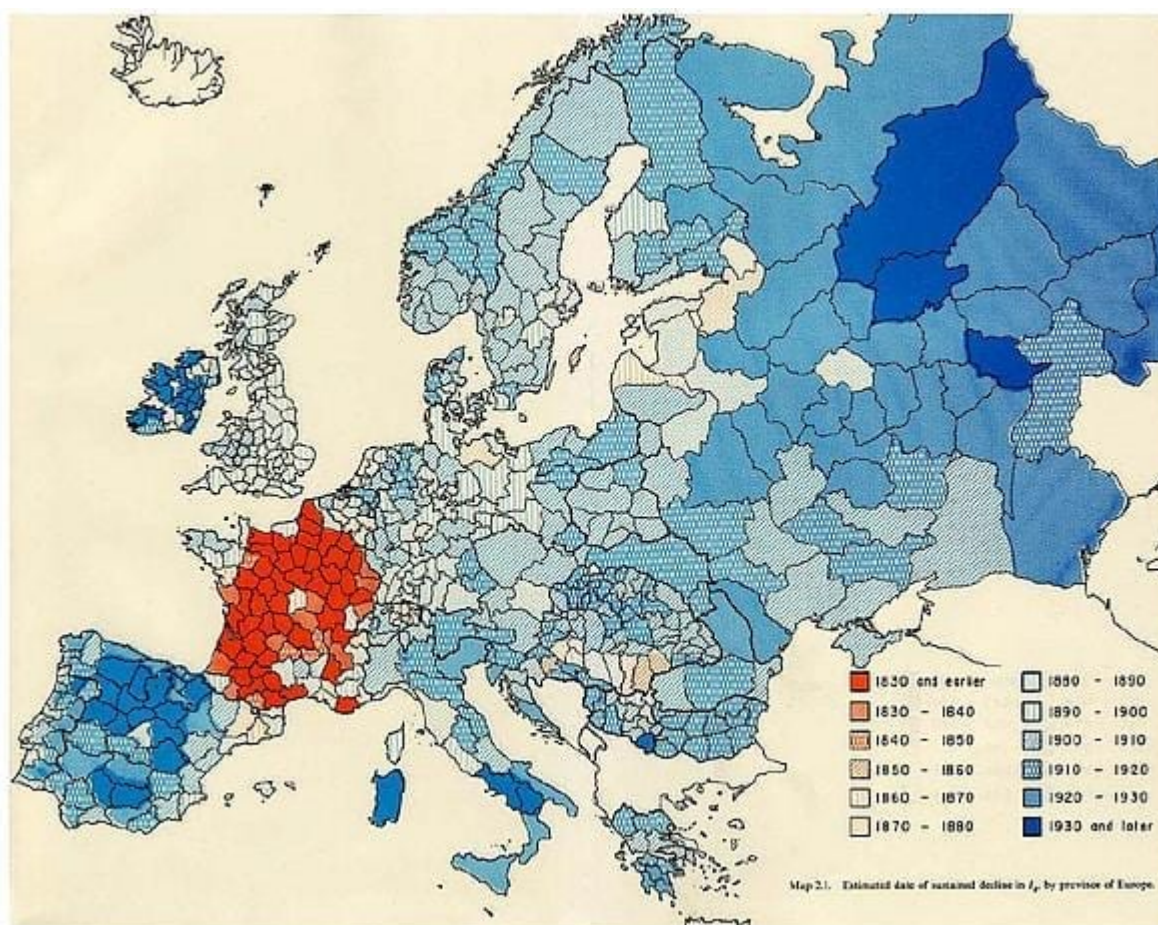 1830 and earlier
1830 - 1840
1840 - 1850
1850 - 1860
1860 - 1870
1870 - 1880
1880 - 1890
1890 - 1900
1900 - 1910
1910 - 1920
1920 - 1930
1930 and later
Map 2.1. Estimated date of sustained decline in Ig, by province of Europe.